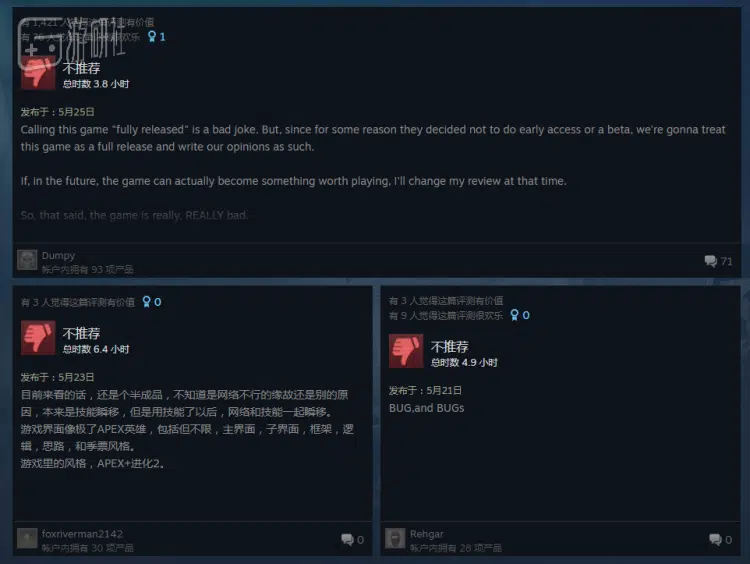 有 1,421 人觉得这篇评测有价值
有 76 人觉得这篇评测很欢乐 1
游研社
不推荐
总时数 3.8 小时
发布于：5月25日
Calling this game "fully released" is a bad joke. But, since for some reason they decided not to do early access or a beta, we're gonna treat
this game as a full release and write our opinions as such.
If, in the future, the game can actually become something worth playing, I'll change my review at that time.
So, that said, the game is really, REALLY bad.
Dumpy
帐户内拥有 93 项产品
71
有 3 人觉得这篇评测有价值 0
不推荐
总时数 6.4 小时
发布于：5月23日
目前来看的话，还是个半成品，不知道是网络不行的缘故还是别的原
因，本来是技能瞬移，但是用技能了以后，网络和技能一起瞬移。
游戏界面像极了APEX英雄，包括但不限，主界面，子界面，框架，逻
辑，思路，和季票风格。
游戏里的风格，APEX+进化2。
foxriverman2142
帐户内拥有 30 项产品
0
有 3 人觉得这篇评测有价值
有 9 人觉得这篇评测很欢乐 0
不推荐
总时数 4.9 小时
发布于：5月21日
BUG,and BUGs
Rehgar
帐户内拥有 28 项产品
0